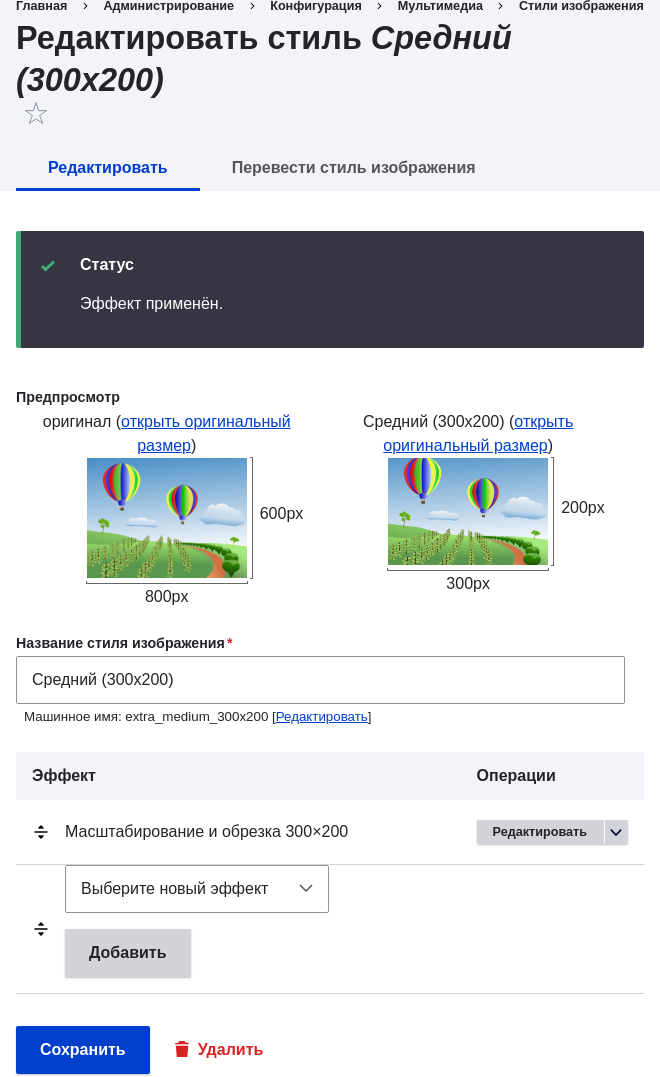 Главная Администрирование Конфигурация Мультимедиа Стили изображения
Редактировать стиль Средний
(300x200)
Редактировать Перевести стиль изображения
Статус
Эффект применён.
Предпросмотр
оригинал (открыть оригинальный
размер)
600px
800px
Средний (300x200) (открыть
оригинальный размер)
200px
300px
Название стиля изображения*
Средний (300x200)
Машинное имя: extra_medium_300x200 [Редактировать]
Эффект Операции
Масштабирование и обрезка 300×200 Редактировать
Выберите новый эффект
Добавить
Сохранить Удалить